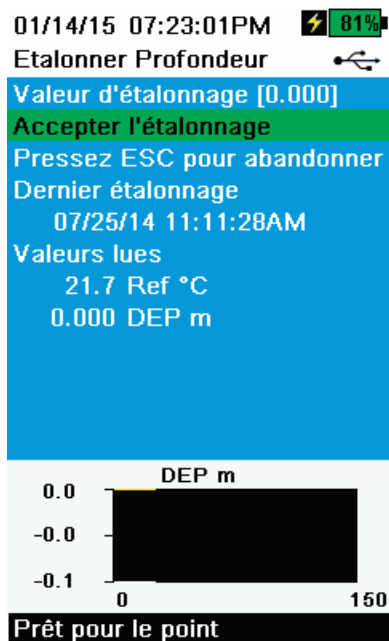 01/14/15 07:23:01PM 81%
Etalonner Profondeur
Valeur d'étalonnage [0.000]
Accepter l'étalonnage
Pressez ESC pour abandonner
Dernier étalonnage
07/25/14 11:11:28AM
Valeurs lues
21.7 Ref °C
0.000 DEP m
DEP m
0.0
-0.0
-0.1
0 150
Prêt pour le point